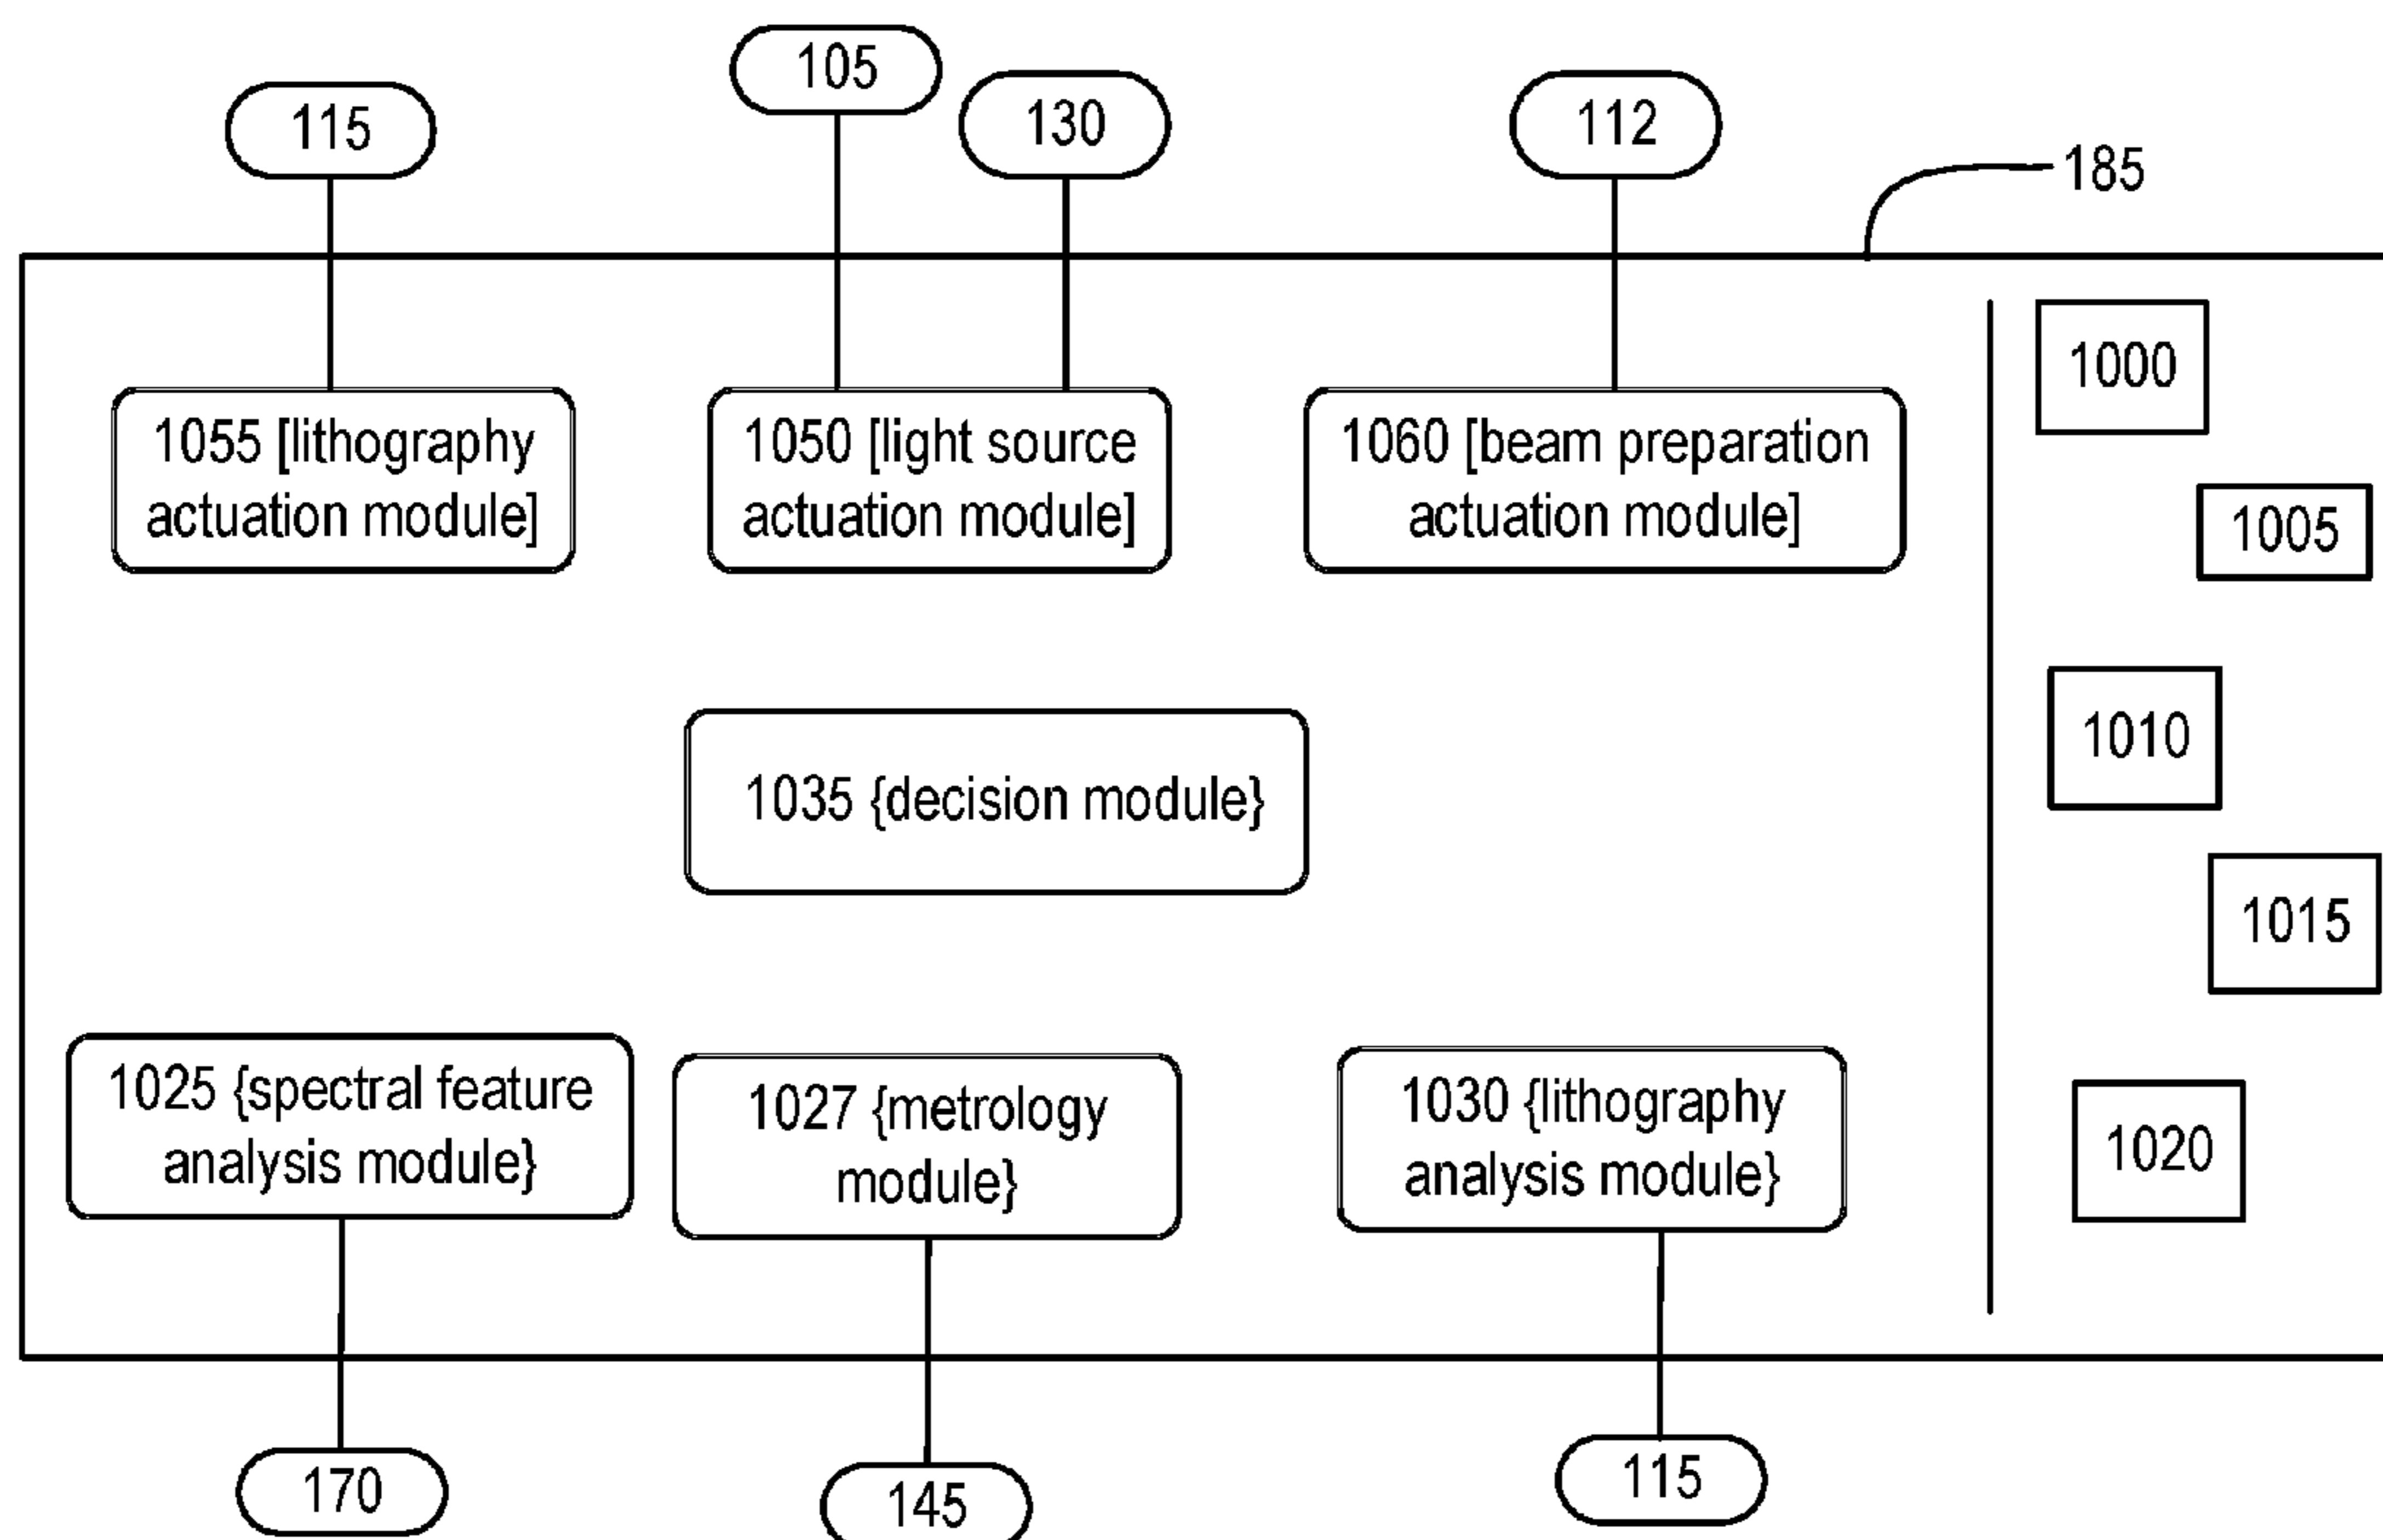 105
115
130
112
185
1000
1055 [lithography
actuation module]
1050 [light source
actuation module]
1060 [beam preparation
actuation module]
1005
1010
1035 {decision module}
1015
1025 {spectral feature
analysis module}
1027 {metrology
module}
1030 {lithography
analysis module}
1020
170
145
115